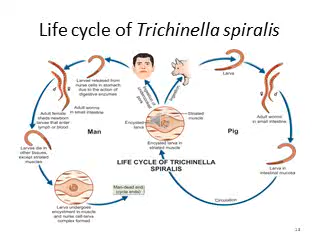 Life cycle of Trichinella spiralis
Larvae released from
nurse cells in stomach
due to the action of
digestive enzymes
Larva
Adult worms
in small intestine
Adult female
sheds newborn
larvae that enter
lymph or blood
Adult worms
in small intestine
Striated
muscle
Encysted
larva
Man
Pig
Encysted larva in
striated muscle
Larvae die in
other tissues,
except striated
muscles
LIFE CYCLE OF TRICHINELLA
SPIRALIS
Larva in
intestinal mucosa
Man-dead end
(cycle ends)
Circulation
Larva undergoes
encystment in muscle
and nurse cell-larva
complex formed
14